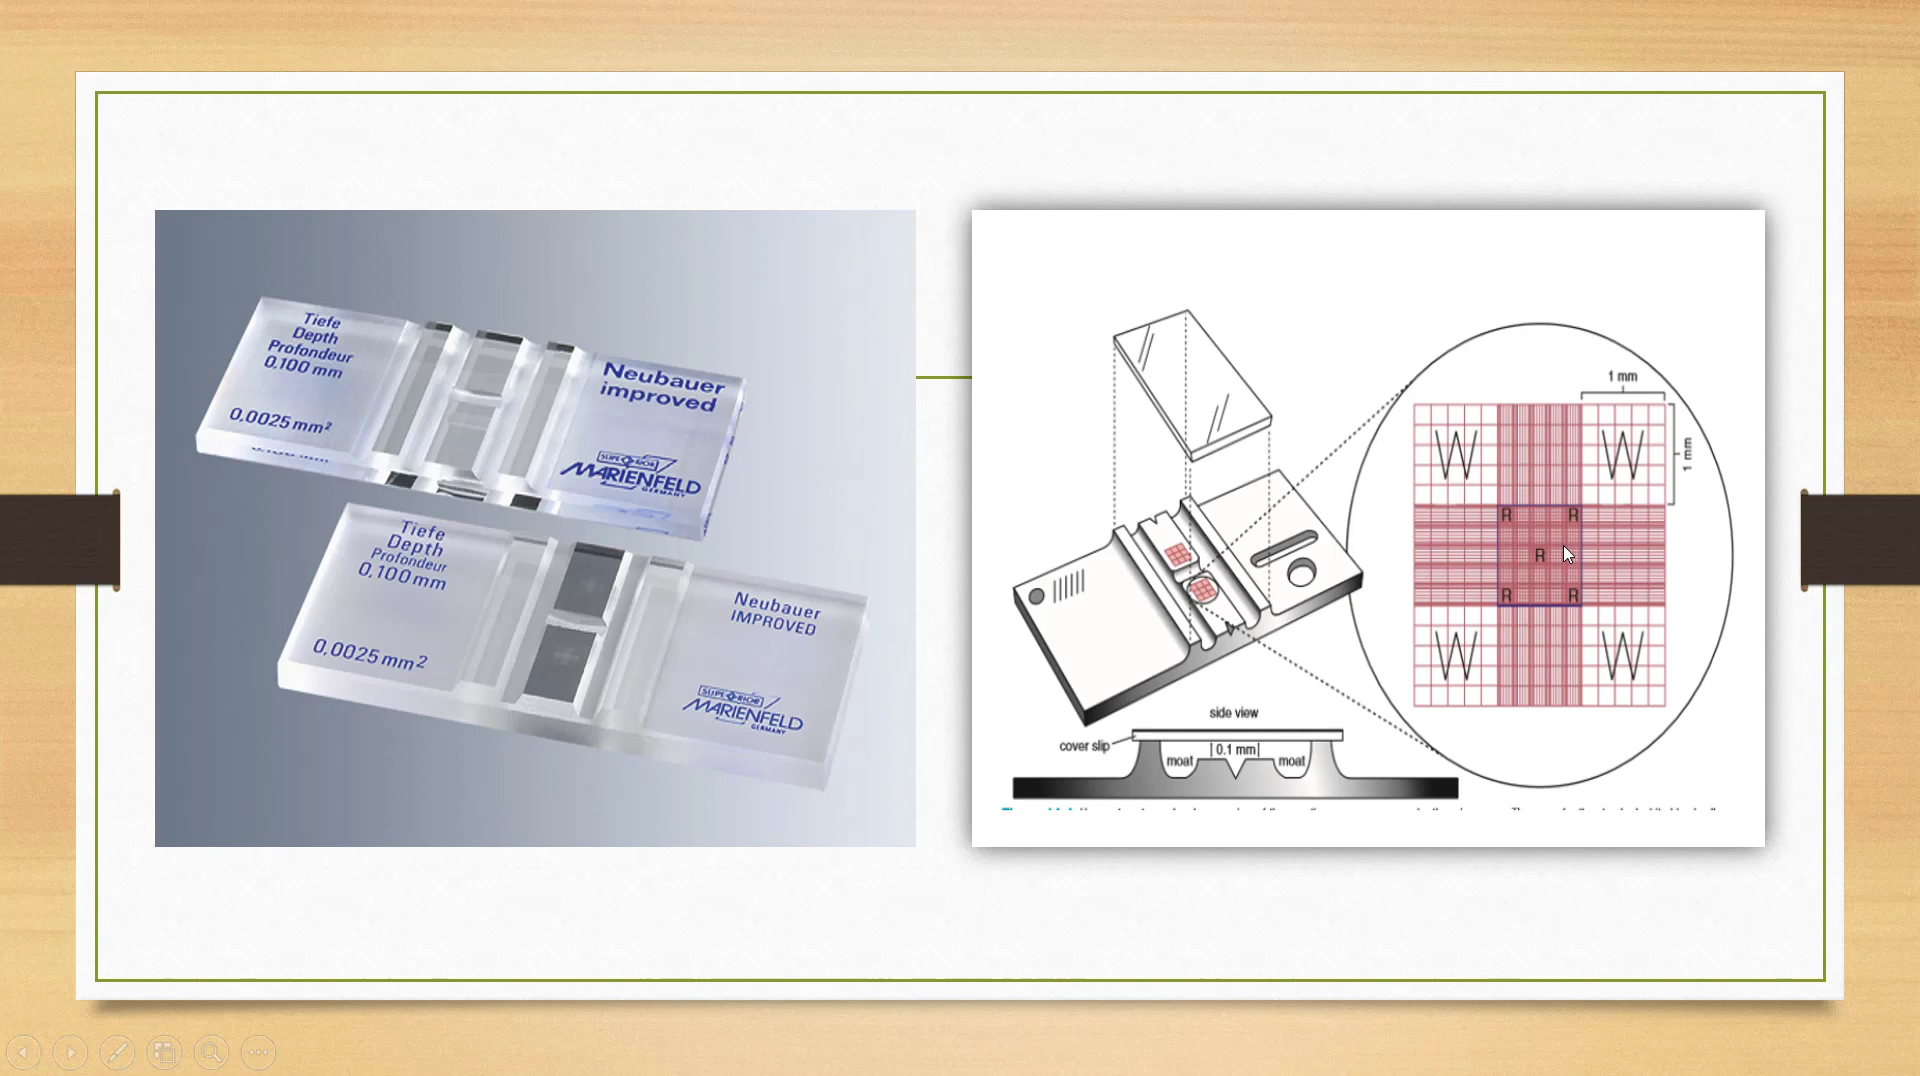 Tiefe
Depth
Profondeur
0,100 mm
0,0025 mm²
Neubauer
improved
SUPERIOR
MARIENFELD
GERMANY
Tiefe
Depth
Profondeur
0,100 mm
0,0025 mm²
Neubauer
IMPROVED
SUPERIOR
MARIENFELD
GERMANY
1 mm
1 mm
W
W
R
R
R
R
R
W
W
side view
cover slip
moat
0.1 mm
moat